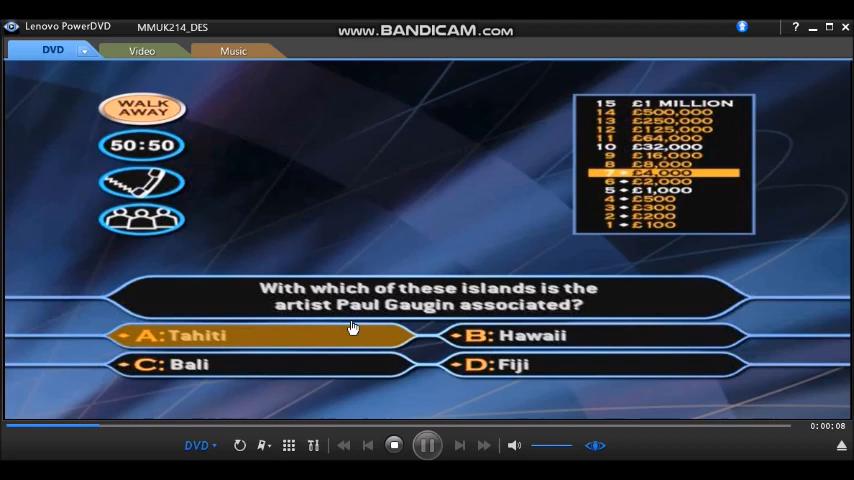 Lenovo PowerDVD
MMUK214_DES
www.BANDICAM.com
?
DVD
Video
Music
WALK
AWAY
50:50
15 £1 MILLION
14 £500,000
13 £250,000
12 £125,000
11 £64,000
10 £32,000
9 £16,000
8 £8,000
7 £4,000
6 £2,000
5 £1,000
4 £500
3 £300
2 £200
1 £100
With which of these islands is the
artist Paul Gaugin associated?
A: Tahiti
B: Hawaii
C: Bali
D: Fiji
0:00:08
DVD